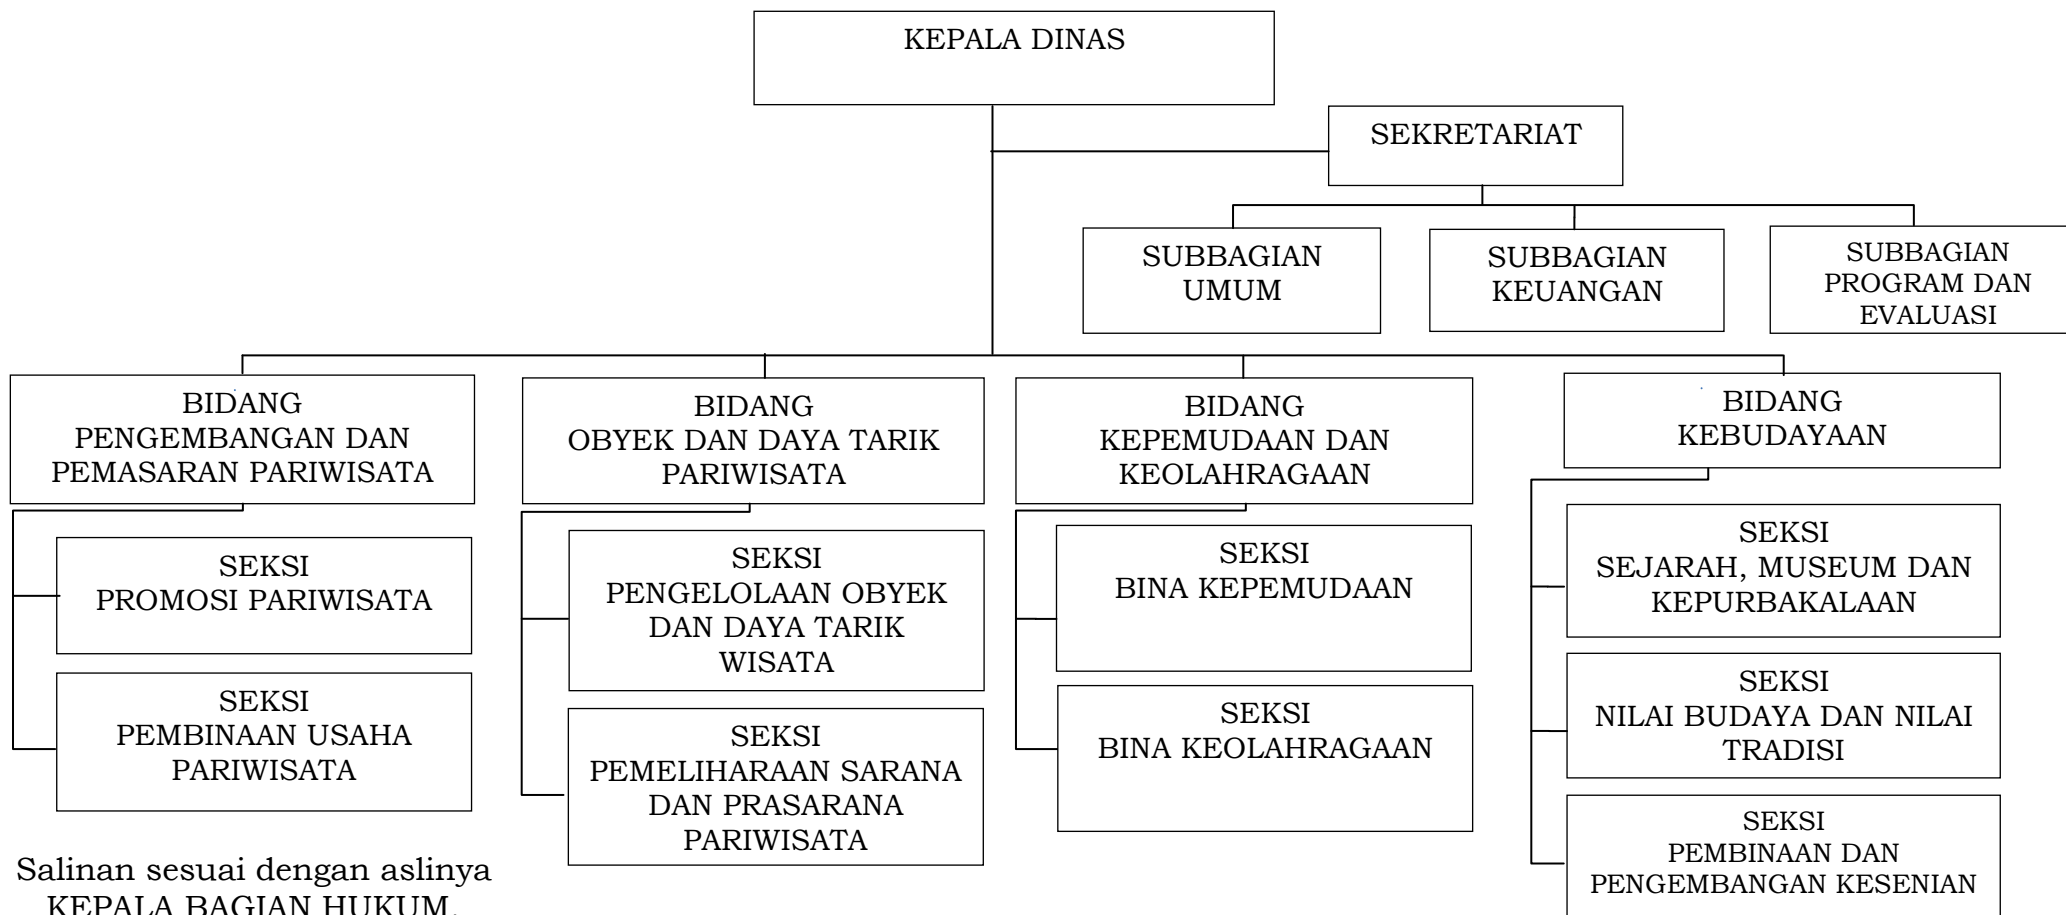 KEPALA DINAS
SEKRETARIAT
SUBBAGIAN
UMUM
SUBBAGIAN
KEUANGAN
SUBBAGIAN
PROGRAM DAN
EVALUASI
BIDANG
PENGEMBANGAN DAN
PEMASARAN PARIWISATA
BIDANG
OBYEK DAN DAYA TARIK
PARIWISATA
BIDANG
KEPEMUDAAN DAN
KEOLAHRAGAAN
BIDANG
KEBUDAYAAN
SEKSI
PROMOSI PARIWISATA
SEKSI
PEMBINAAN USAHA
PARIWISATA
SEKSI
PENGELOLAAN OBYEK
DAN DAYA TARIK
WISATA
SEKSI
PEMELIHARAAN SARANA
DAN PRASARANA
PARIWISATA
SEKSI
BINA KEPEMUDAAN
SEKSI
BINA KEOLAHRAGAAN
SEKSI
SEJARAH, MUSEUM DAN
KEPURBAKALAAN
SEKSI
NILAI BUDAYA DAN NILAI
TRADISI
SEKSI
PEMBINAAN DAN
PENGEMBANGAN KESENIAN
Salinan sesuai dengan aslinya
KEPALA BAGIAN HUKUM,